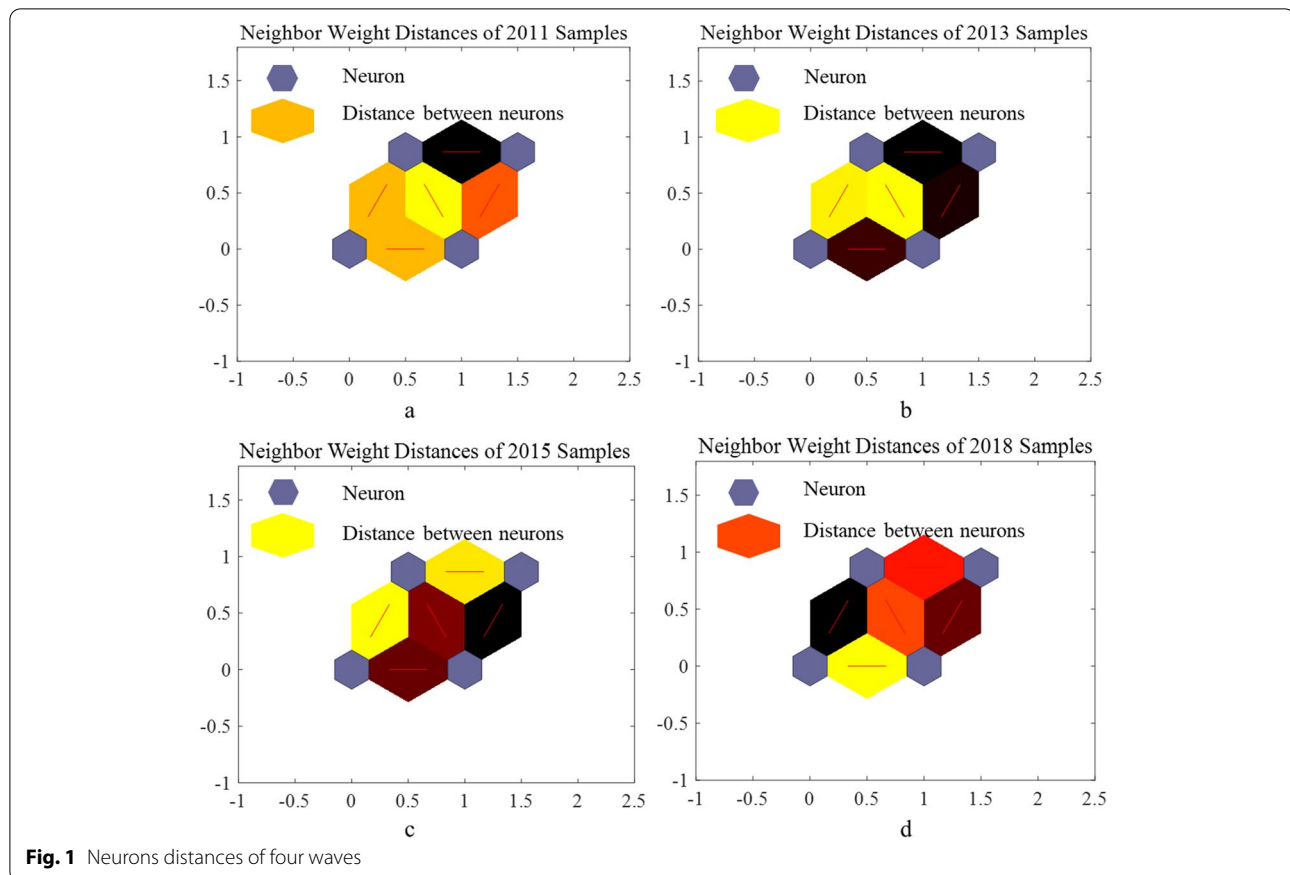 Neighbor Weight Distances of 2011 Samples
1.5
1
0.5
0
-0.5
-1
Neuron
Distance between neurons
-1 -0.5 0 0.5 1 1.5 2 2.5
a
Neighbor Weight Distances of 2013 Samples
1.5
1
0.5
0
-0.5
-1
Neuron
Distance between neurons
-1 -0.5 0 0.5 1 1.5 2 2.5
b
Neighbor Weight Distances of 2015 Samples
1.5
1
0.5
0
-0.5
-1
Neuron
Distance between neurons
-1 -0.5 0 0.5 1 1.5 2 2.5
c
Neighbor Weight Distances of 2018 Samples
1.5
1
0.5
0
-0.5
-1
Neuron
Distance between neurons
-1 -0.5 0 0.5 1 1.5 2 2.5
d
Fig. 1 Neurons distances of four waves